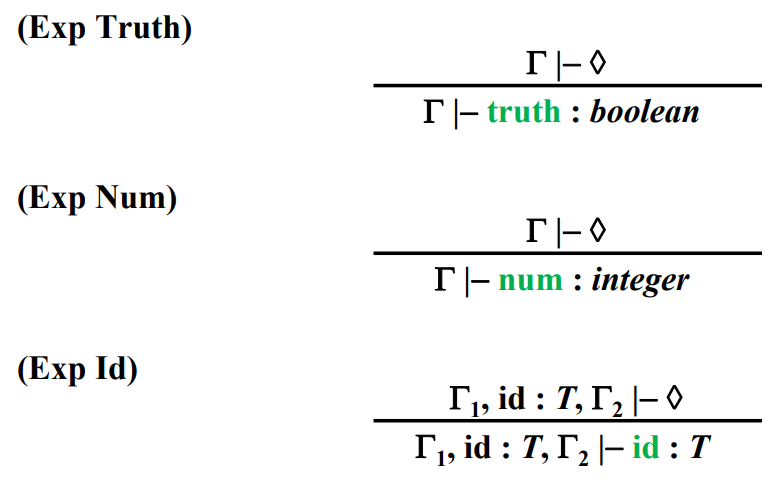 (Exp Truth)
Γ |– ◊
Γ |– truth : boolean
(Exp Num)
Γ |– ◊
Γ |– num : integer
(Exp Id)
Γ₁, id : T, Γ₂ |– ◊
Γ₁, id : T, Γ₂ |– id : T